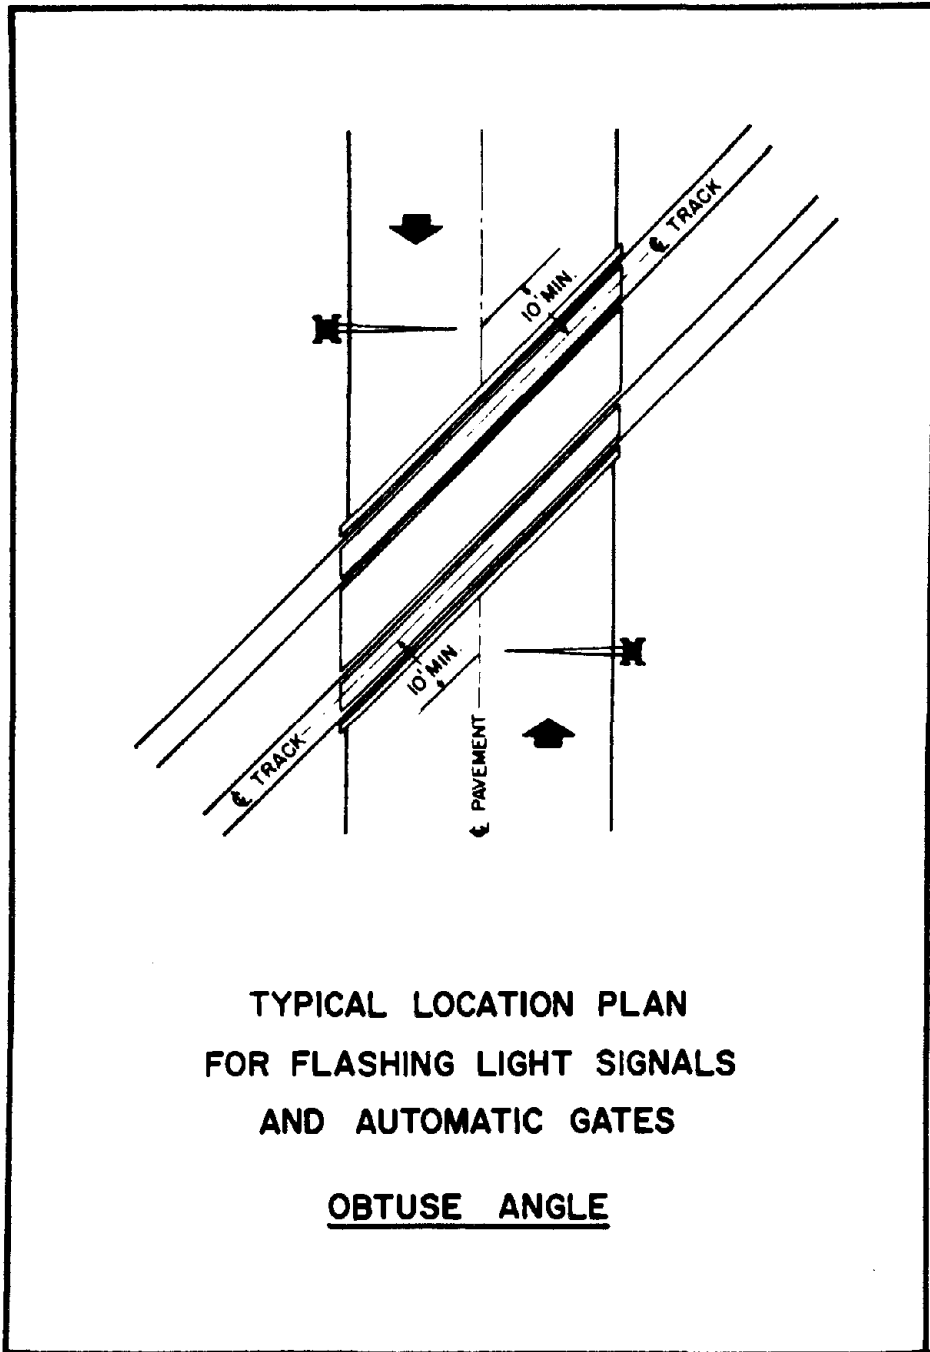 ℄ TRACK
10' MIN.
10' MIN.
℄ TRACK
℄ PAVEMENT
TYPICAL LOCATION PLAN
FOR FLASHING LIGHT SIGNALS
AND AUTOMATIC GATES
OBTUSE ANGLE